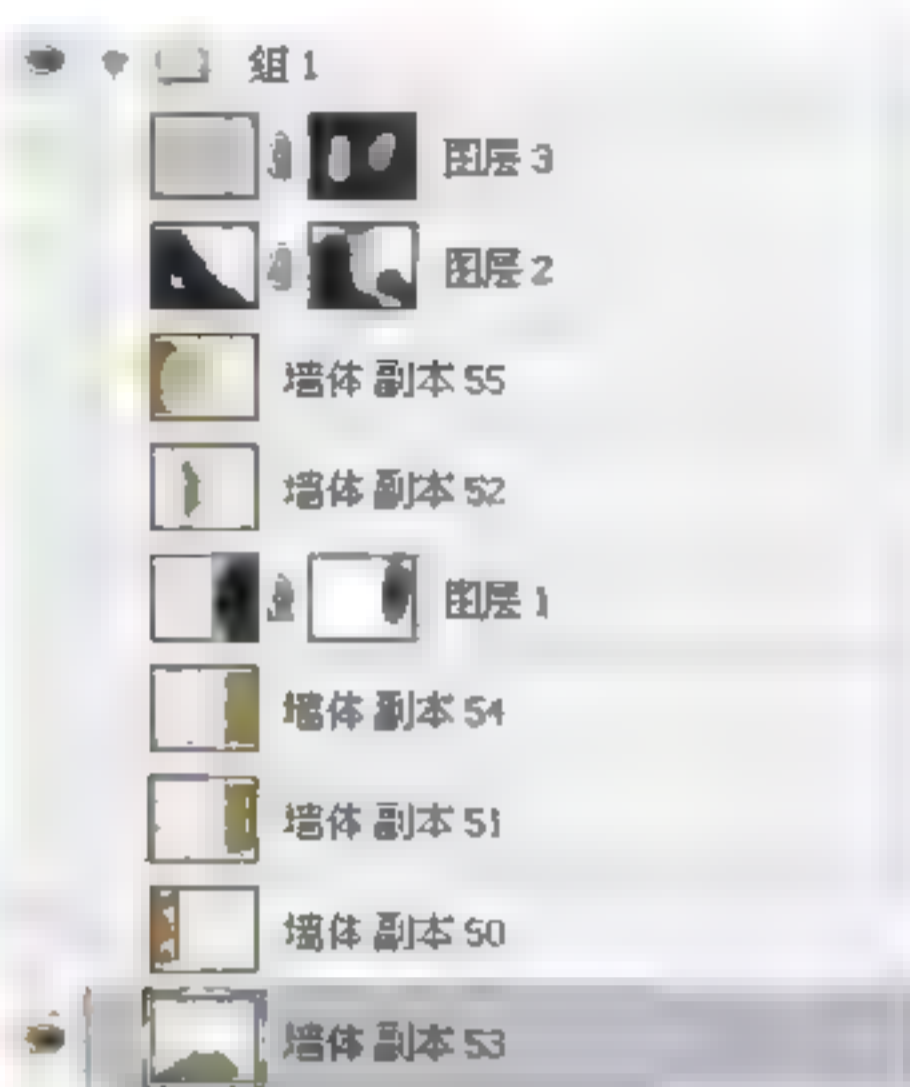 组 1
图层 3
图层 2
墙体 副本 55
墙体 副本 52
图层 1
墙体 副本 54
墙体 副本 51
墙体 副本 50
墙体 副本 53